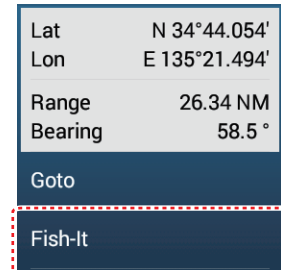 Lat N 34°44.054'
Lon E 135°21.494'
Range 26.34 NM
Bearing 58.5 °
Goto
Fish-It